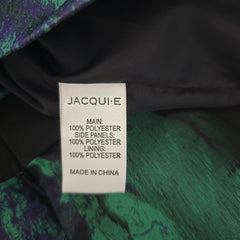 JACQUI·E
MAIN:
100% POLYESTER
SIDE PANELS:
100% POLYESTER
LINING:
100% POLYESTER
MADE IN CHINA